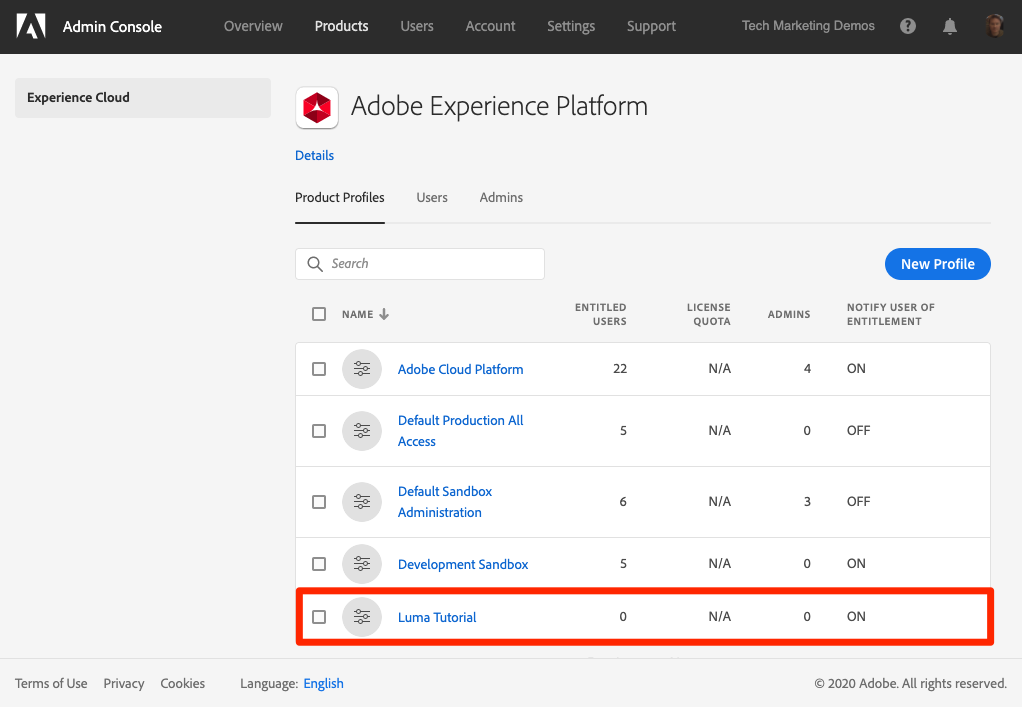 Admin Console Overview Products Users Account Settings Support Tech Marketing Demos ?
Experience Cloud
Adobe Experience Platform
Details
Product Profiles Users Admins
Search
New Profile
NAME ENTITLED USERS LICENSE QUOTA ADMINS NOTIFY USER OF ENTITLEMENT
Adobe Cloud Platform 22 N/A 4 ON
Default Production All Access 5 N/A 0 OFF
Default Sandbox Administration 6 N/A 3 OFF
Development Sandbox 5 N/A 0 ON
Luma Tutorial 0 N/A 0 ON
Terms of Use Privacy Cookies Language: English © 2020 Adobe. All rights reserved.